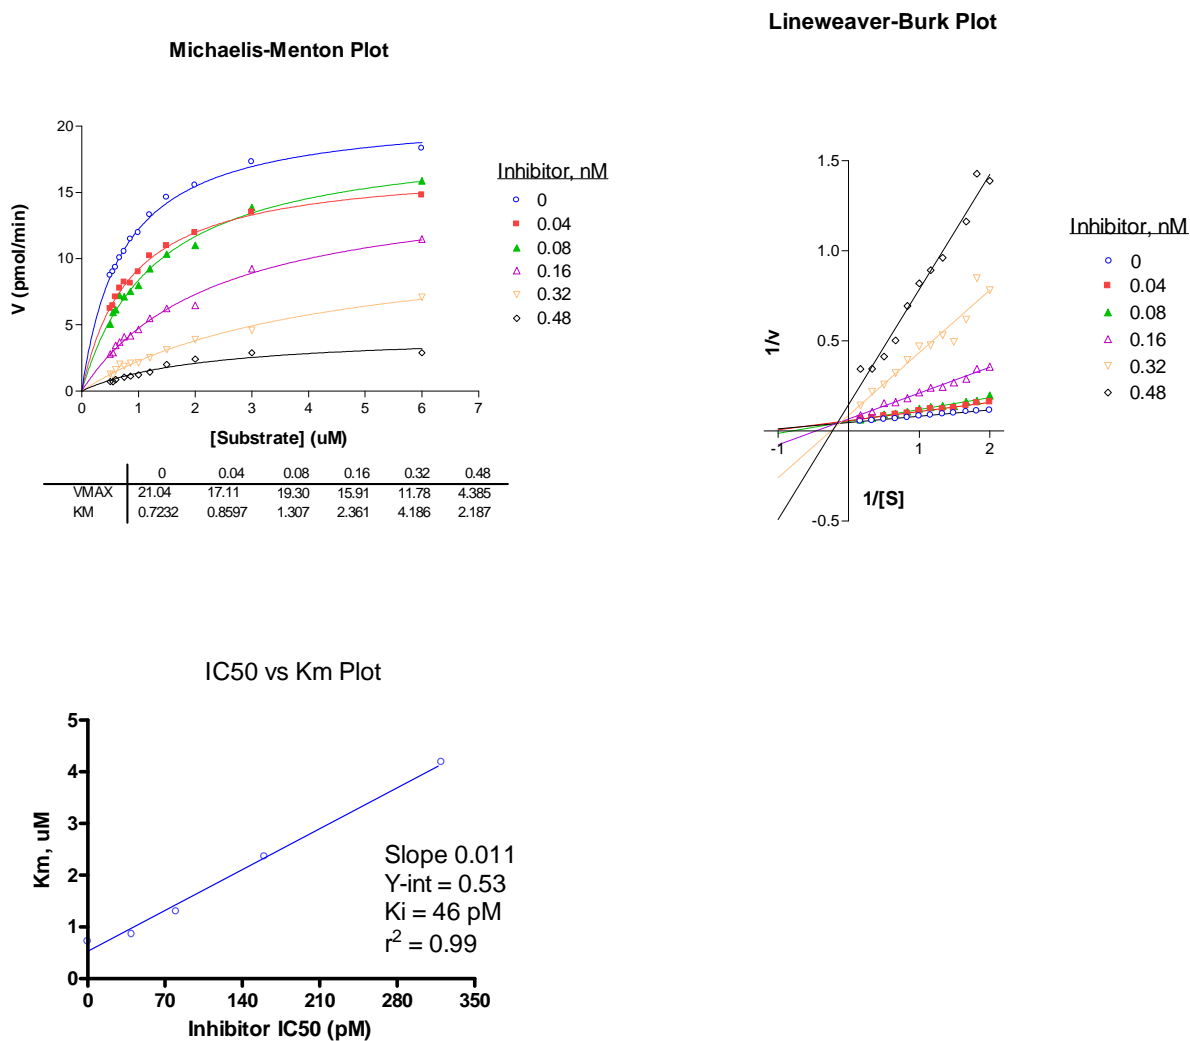 Michaelis-Menton Plot
20
15
10
5
0
V (pmol/min)
0 1 2 3 4 5 6 7
[Substrate] (uM)
Inhibitor, nM
0
0.04
0.08
0.16
0.32
0.48
0 0.04 0.08 0.16 0.32 0.48
VMAX 21.04 17.11 19.30 15.91 11.78 4.385
KM 0.7232 0.8597 1.307 2.361 4.186 2.187
Lineweaver-Burk Plot
1.5
1.0
0.5
-0.5
1/v
-1 1 2
1/[S]
Inhibitor, nM
0
0.04
0.08
0.16
0.32
0.48
IC50 vs Km Plot
5
4
3
2
1
0
Km, uM
0 70 140 210 280 350
Inhibitor IC50 (pM)
Slope 0.011
Y-int = 0.53
Ki = 46 pM
r² = 0.99